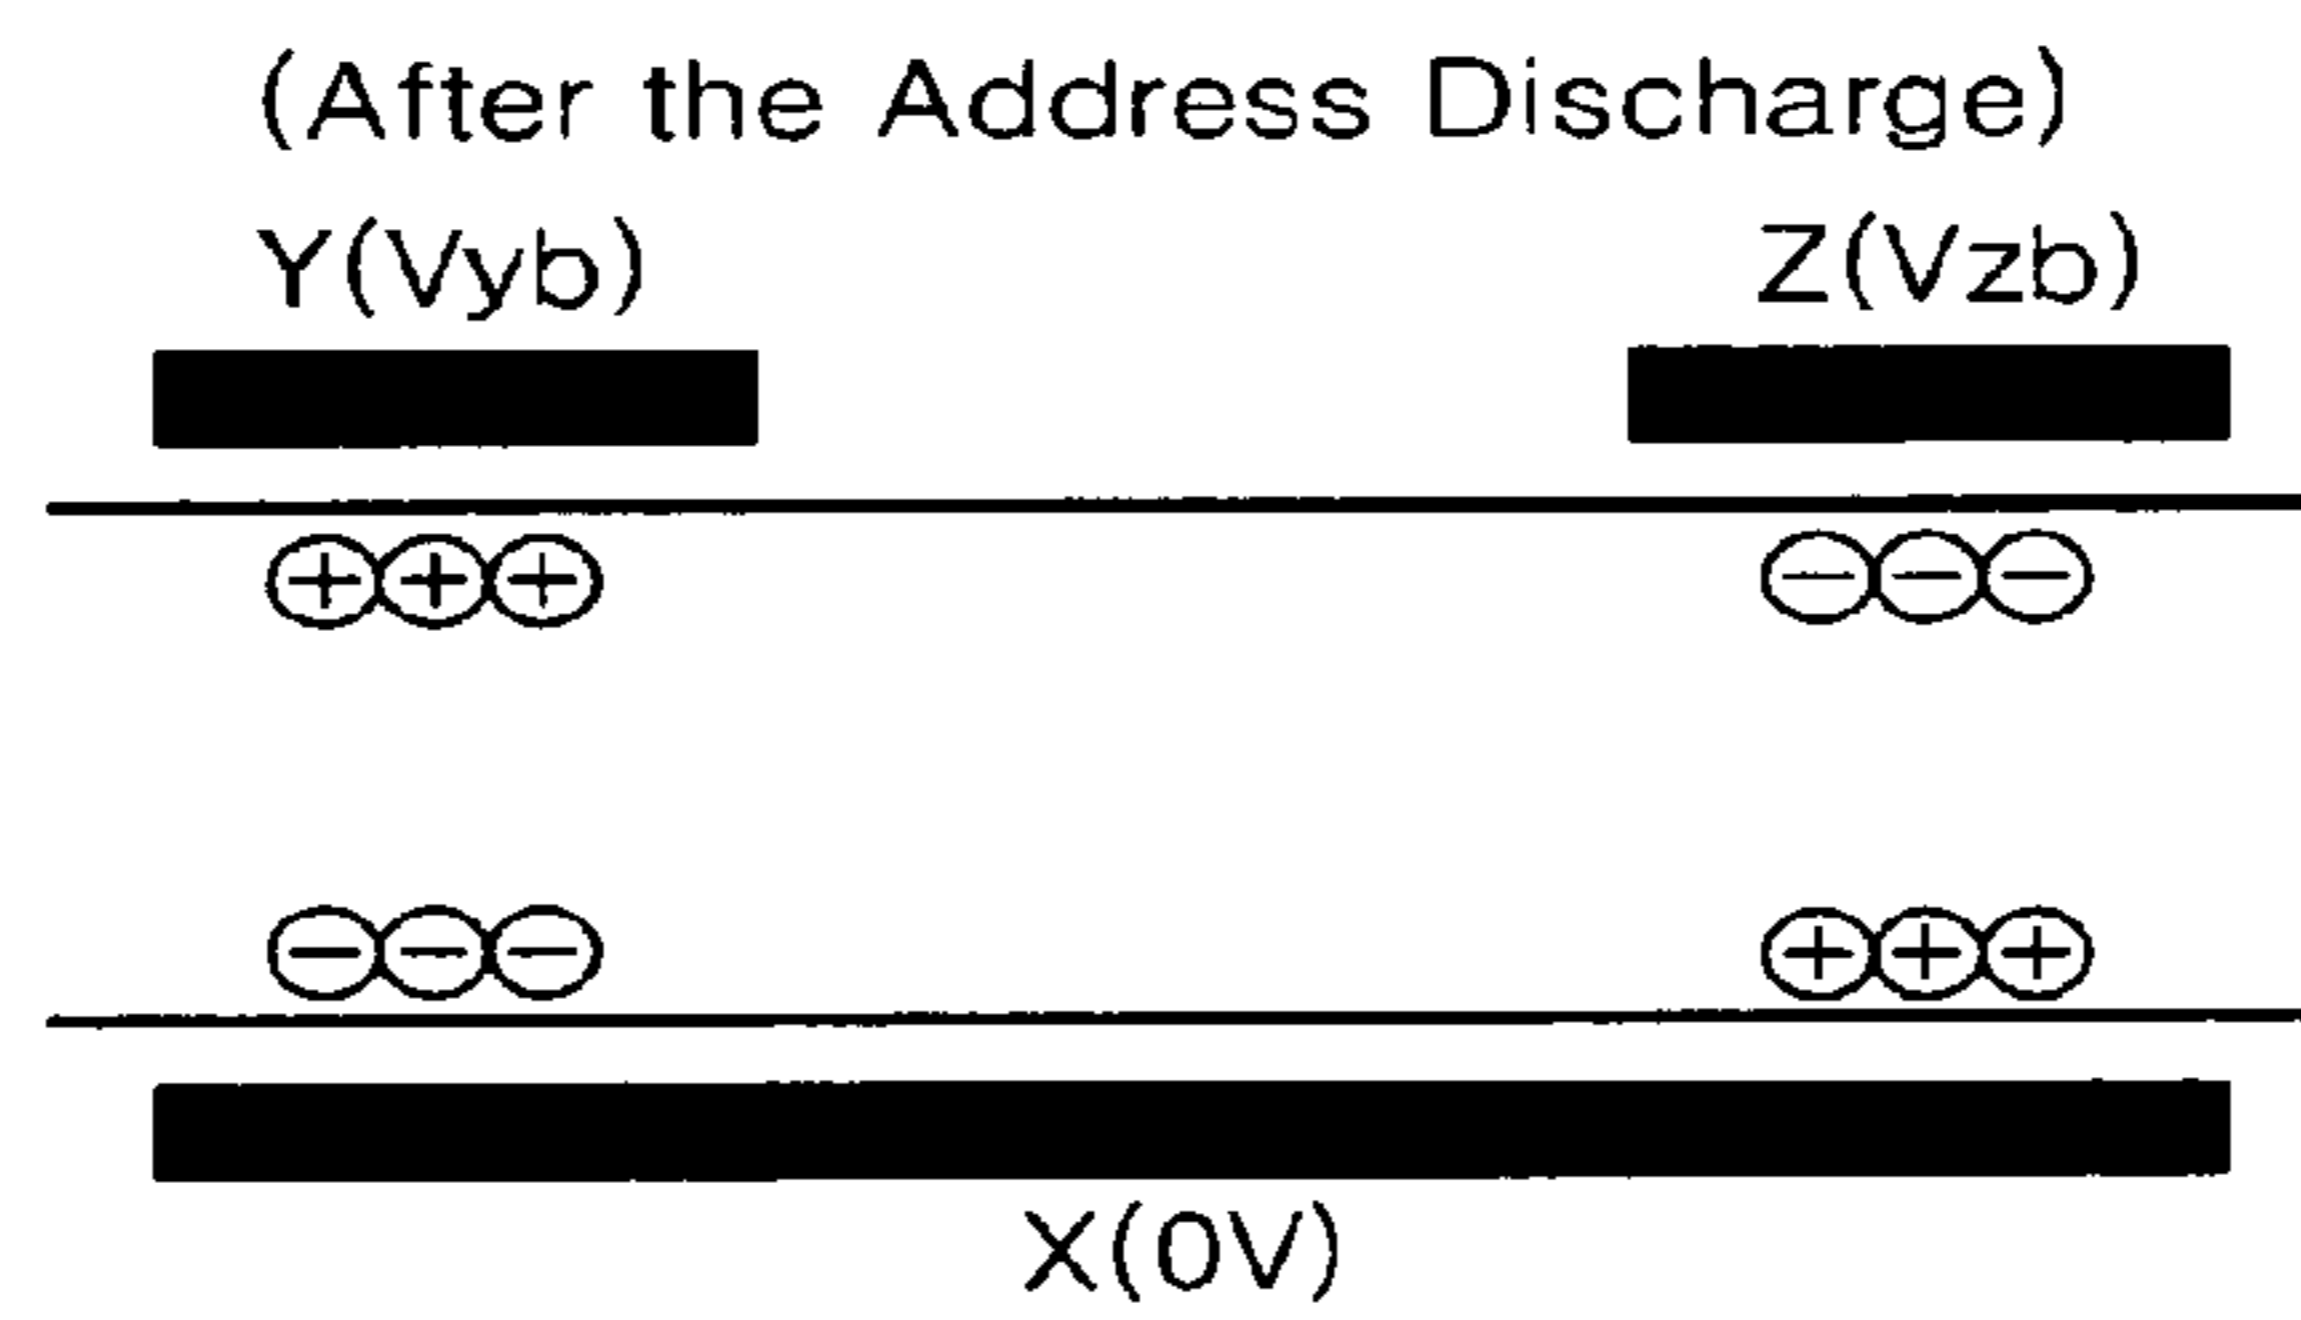 (After the Address Discharge)
Y(Vyb) Z(Vzb)
+ + + − − −
− − − + + +
X(0V)